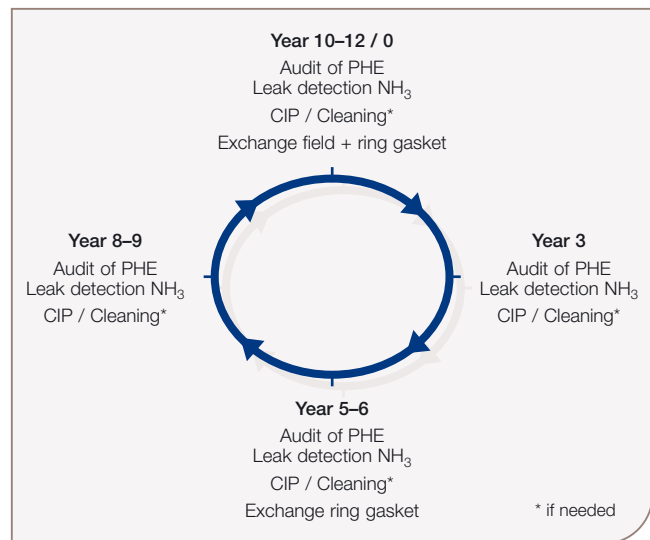 Year 10–12 / 0
Audit of PHE
Leak detection NH₃
CIP / Cleaning*
Exchange field + ring gasket
Year 8–9
Audit of PHE
Leak detection NH₃
CIP / Cleaning*
Year 3
Audit of PHE
Leak detection NH₃
CIP / Cleaning*
Year 5–6
Audit of PHE
Leak detection NH₃
CIP / Cleaning*
Exchange ring gasket
* if needed